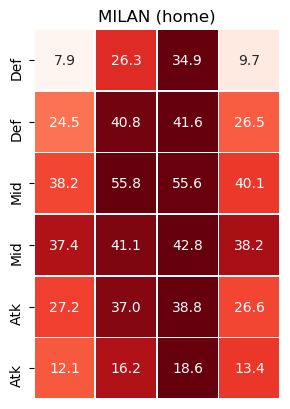 MILAN (home)
Def 7.9 26.3 34.9 9.7
Def 24.5 40.8 41.6 26.5
Mid 38.2 55.8 55.6 40.1
Mid 37.4 41.1 42.8 38.2
Atk 27.2 37.0 38.8 26.6
Atk 12.1 16.2 18.6 13.4